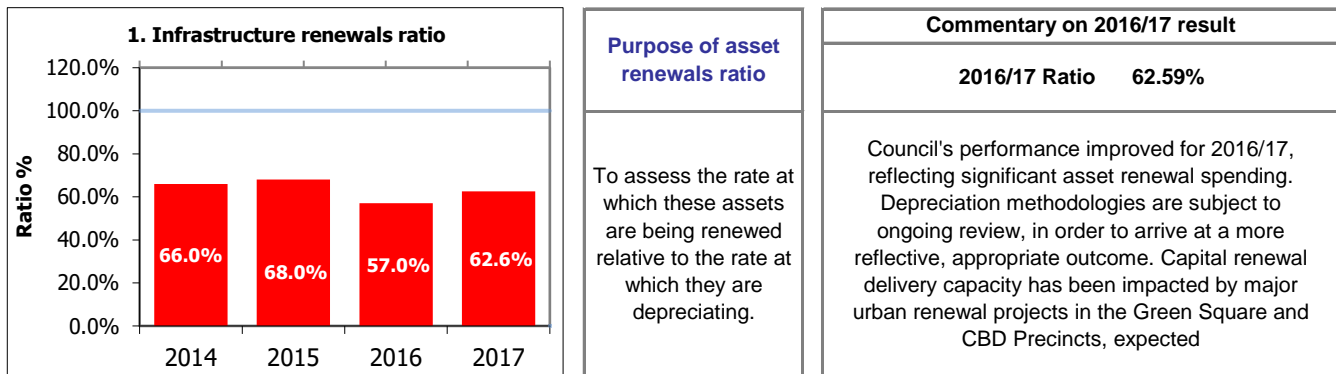 1. Infrastructure renewals ratio
120.0%
100.0%
80.0%
60.0%
40.0%
20.0%
0.0%
Ratio %
66.0%
68.0%
57.0%
62.6%
2014 2015 2016 2017
Purpose of asset
renewals ratio
To assess the rate at
which these assets
are being renewed
relative to the rate at
which they are
depreciating.
Commentary on 2016/17 result
2016/17 Ratio 62.59%
Council's performance improved for 2016/17,
reflecting significant asset renewal spending.
Depreciation methodologies are subject to
ongoing review, in order to arrive at a more
reflective, appropriate outcome. Capital renewal
delivery capacity has been impacted by major
urban renewal projects in the Green Square and
CBD Precincts, expected